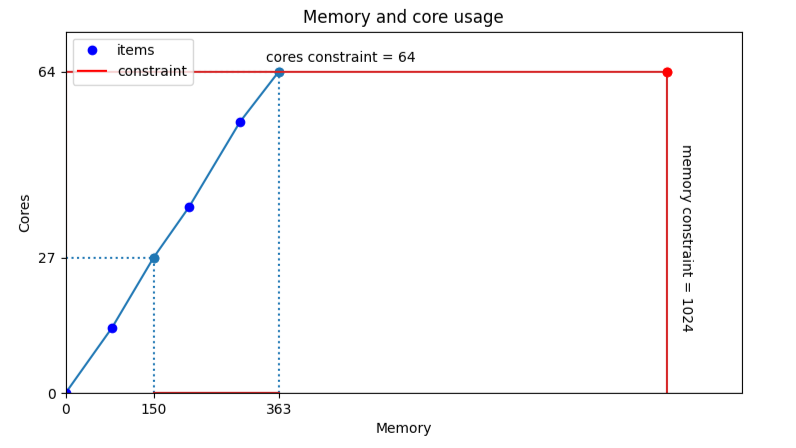 Memory and core usage
items
constraint
cores constraint = 64
64
27
0
Cores
memory constraint = 1024
0 150 363
Memory